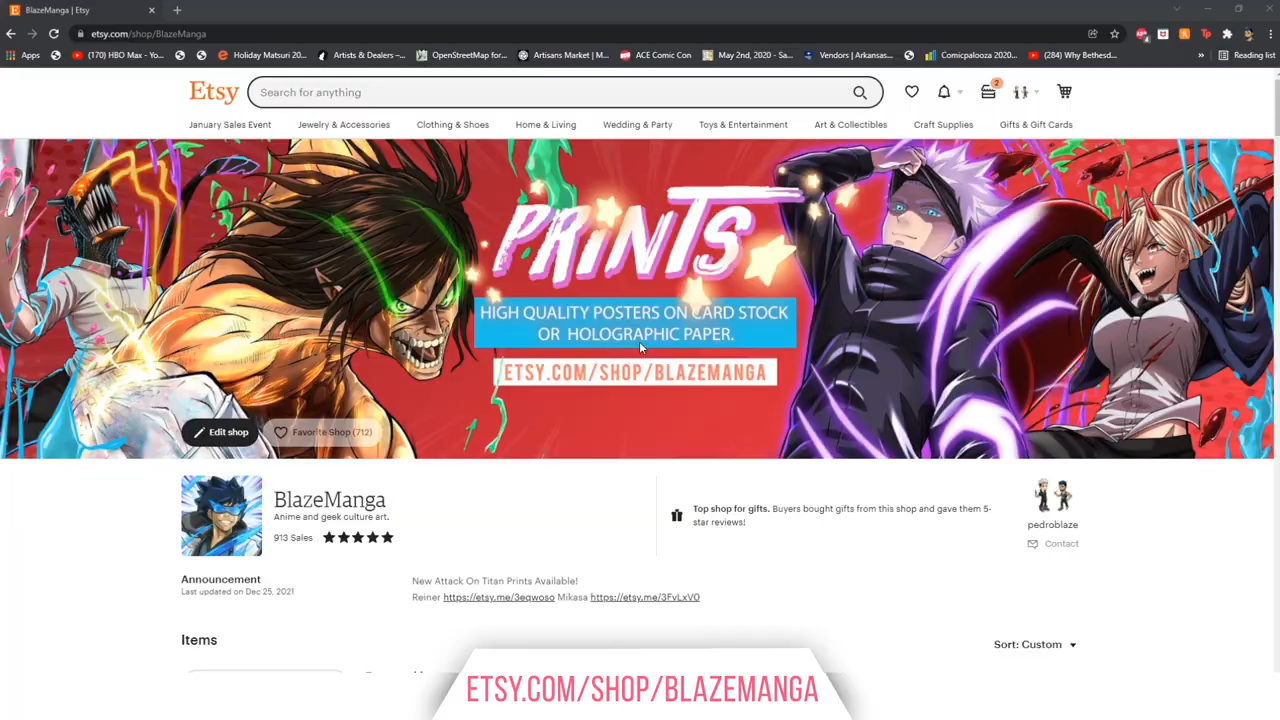 BlazeManga | Etsy
etsy.com/shop/BlazeManga
Apps
(170) HBO Max - Yo...
Holiday Matsuri 20...
Artists & Dealers –...
OpenStreetMap for...
Artisans Market | M...
ACE Comic Con
May 2nd, 2020 - Sa...
Vendors | Arkansas...
Comicpalooza 2020...
(284) Why Bethesd...
»
Reading list
Etsy
Search for anything
2
January Sales Event
Jewelry & Accessories
Clothing & Shoes
Home & Living
Wedding & Party
Toys & Entertainment
Art & Collectibles
Craft Supplies
Gifts & Gift Cards
PRINTS
HIGH QUALITY POSTERS ON CARD STOCK
OR HOLOGRAPHIC PAPER.
ETSY.COM/SHOP/BLAZEMANGA
Edit shop
Favorite Shop (712)
BlazeManga
Anime and geek culture art.
913 Sales
Top shop for gifts. Buyers bought gifts from this shop and gave them 5-
star reviews!
pedroblaze
Contact
Announcement
Last updated on Dec 25, 2021
New Attack On Titan Prints Available!
Reiner https://etsy.me/3eqwoso Mikasa https://etsy.me/3FvLxV0
Items
Sort: Custom
ETSY.COM/SHOP/BLAZEMANGA